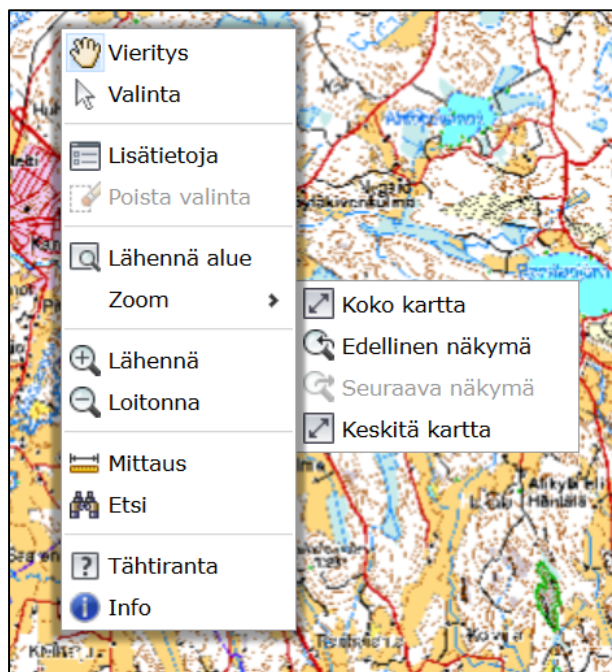 Vieritys
Valinta
Lisätietoja
Poista valinta
Lähennä alue
Zoom
Koko kartta
Edellinen näkymä
Seuraava näkymä
Keskitä kartta
Lähennä
Loitonna
Mittaus
Etsi
Tähtiranta
Info